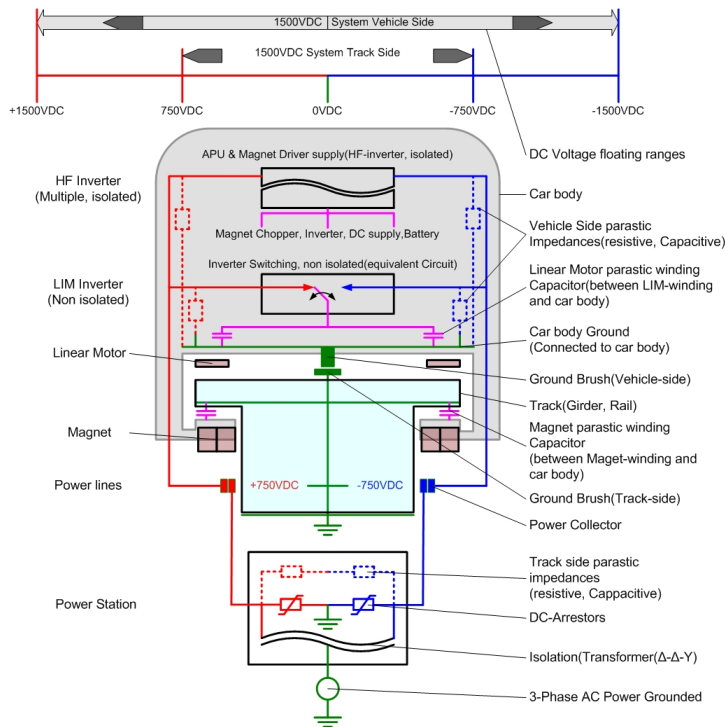 1500VDC System Vehicle Side
1500VDC System Track Side
+1500VDC
750VDC
0VDC
-750VDC
-1500VDC
DC Voltage floating ranges
APU & Magnet Driver supply(HF-inverter, isolated)
HF Inverter
(Multiple, isolated)
Car body
Magnet Chopper, Inverter, DC supply,Battery
Vehicle Side parastic
Impedances(resistive, Capacitive)
Inverter Switching, non isolated(equivalent Circuit)
LIM Inverter
(Non isolated)
Linear Motor parastic winding
Capacitor(between LIM-winding
and car body)
Car body Ground
(Connected to car body)
Linear Motor
Ground Brush(Vehicle-side)
Track(Girder, Rail)
Magnet
Magnet parastic winding
Capacitor
(between Maget-winding and
car body)
Power lines
+750VDC
-750VDC
Ground Brush(Track-side)
Power Collector
Track side parastic
impedances
(resistive, Cappacitive)
Power Station
DC-Arrestors
Isolation(Transformer(Δ-Δ-Y)
3-Phase AC Power Grounded